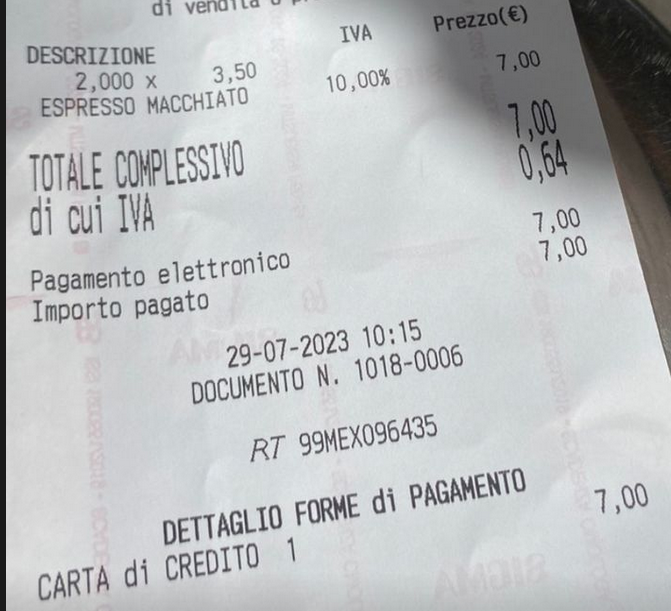 di vendita o
DESCRIZIONE IVA Prezzo(€)
2,000 x 3,50
ESPRESSO MACCHIATO 10,00% 7,00
TOTALE COMPLESSIVO 7,00
di cui IVA 0,64
Pagamento elettronico 7,00
Importo pagato 7,00
29-07-2023 10:15
DOCUMENTO N. 1018-0006
RT 99MEX096435
DETTAGLIO FORME di PAGAMENTO
CARTA di CREDITO 1 7,00